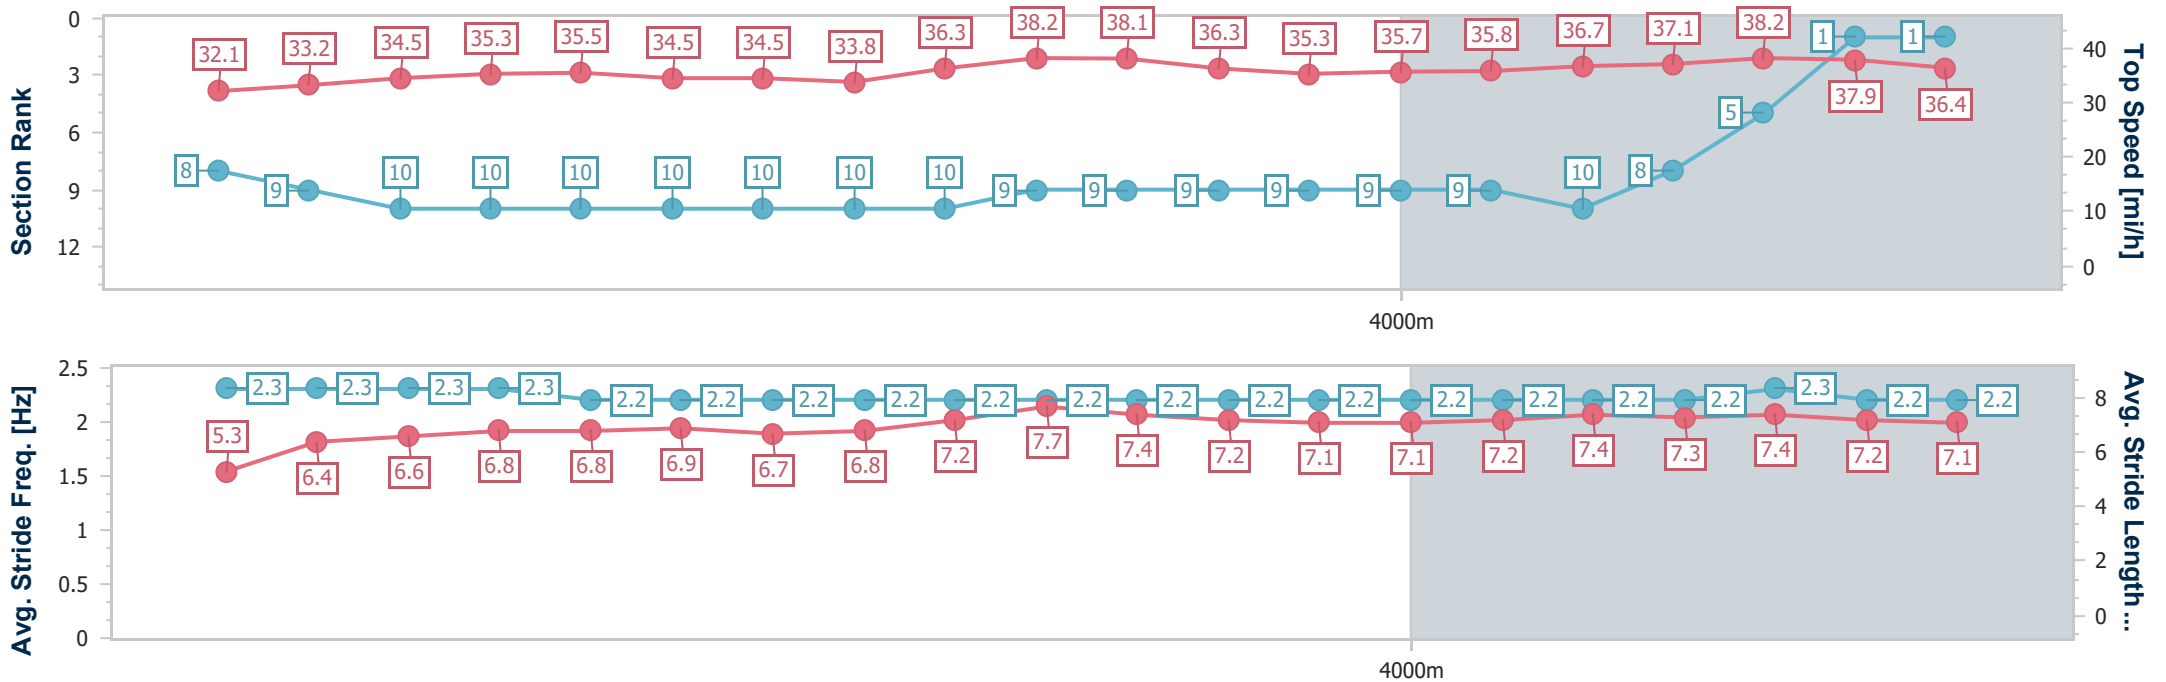 Section Rank
0
3
6
9
12
32.1 33.2 34.5 35.3 35.5 34.5 34.5 33.8 36.3 38.2 38.1 36.3 35.3 35.7 35.8 36.7 37.1 38.2 37.9 36.4
8 9 10 10 10 10 10 10 10 9 9 9 9 9 9 10 8 5 1 1
40
30
20
10
0
Top Speed [mi/h]
4000m
Avg. Stride Freq. [Hz]
2.5
2
1.5
1
0.5
0
2.3 2.3 2.3 2.3 2.2 2.2 2.2 2.2 2.2 2.2 2.2 2.2 2.2 2.2 2.2 2.2 2.2 2.3 2.2 2.2
5.3 6.4 6.6 6.8 6.8 6.9 6.7 6.8 7.2 7.7 7.4 7.2 7.1 7.1 7.2 7.4 7.3 7.4 7.2 7.1
8
6
4
2
0
Avg. Stride Length ...
4000m